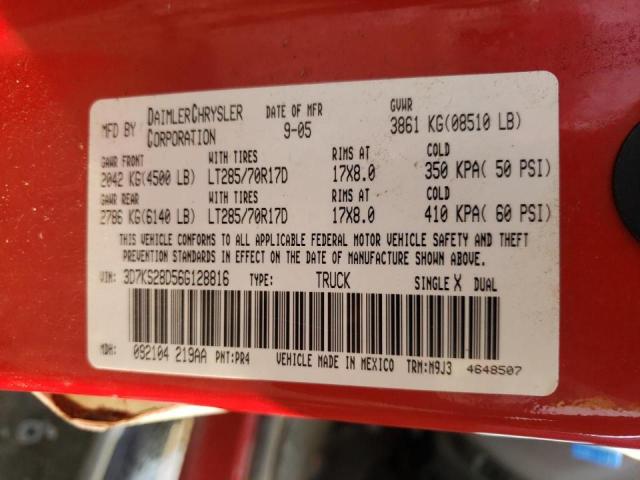 MFD BY DAIMLERCHRYSLER CORPORATION DATE OF MFR 9-05 GVWR 3861 KG(08510 LB)
GAWR FRONT WITH TIRES RIMS AT COLD
2042 KG(4500 LB) LT285/70R17D 17X8.0 350 KPA( 50 PSI)
GAWR REAR WITH TIRES RIMS AT COLD
2786 KG(6140 LB) LT285/70R17D 17X8.0 410 KPA( 60 PSI)
THIS VEHICLE CONFORMS TO ALL APPLICABLE FEDERAL MOTOR VEHICLE SAFETY AND THEFT
PREVENTION STANDARDS IN EFFECT ON THE DATE OF MANUFACTURE SHOWN ABOVE.
VIN: 3D7KS28D56G128816 TYPE: TRUCK SINGLE X DUAL
MDH: 092104 219AA PNT:PR4 VEHICLE MADE IN MEXICO TRM:N9J3 4648507